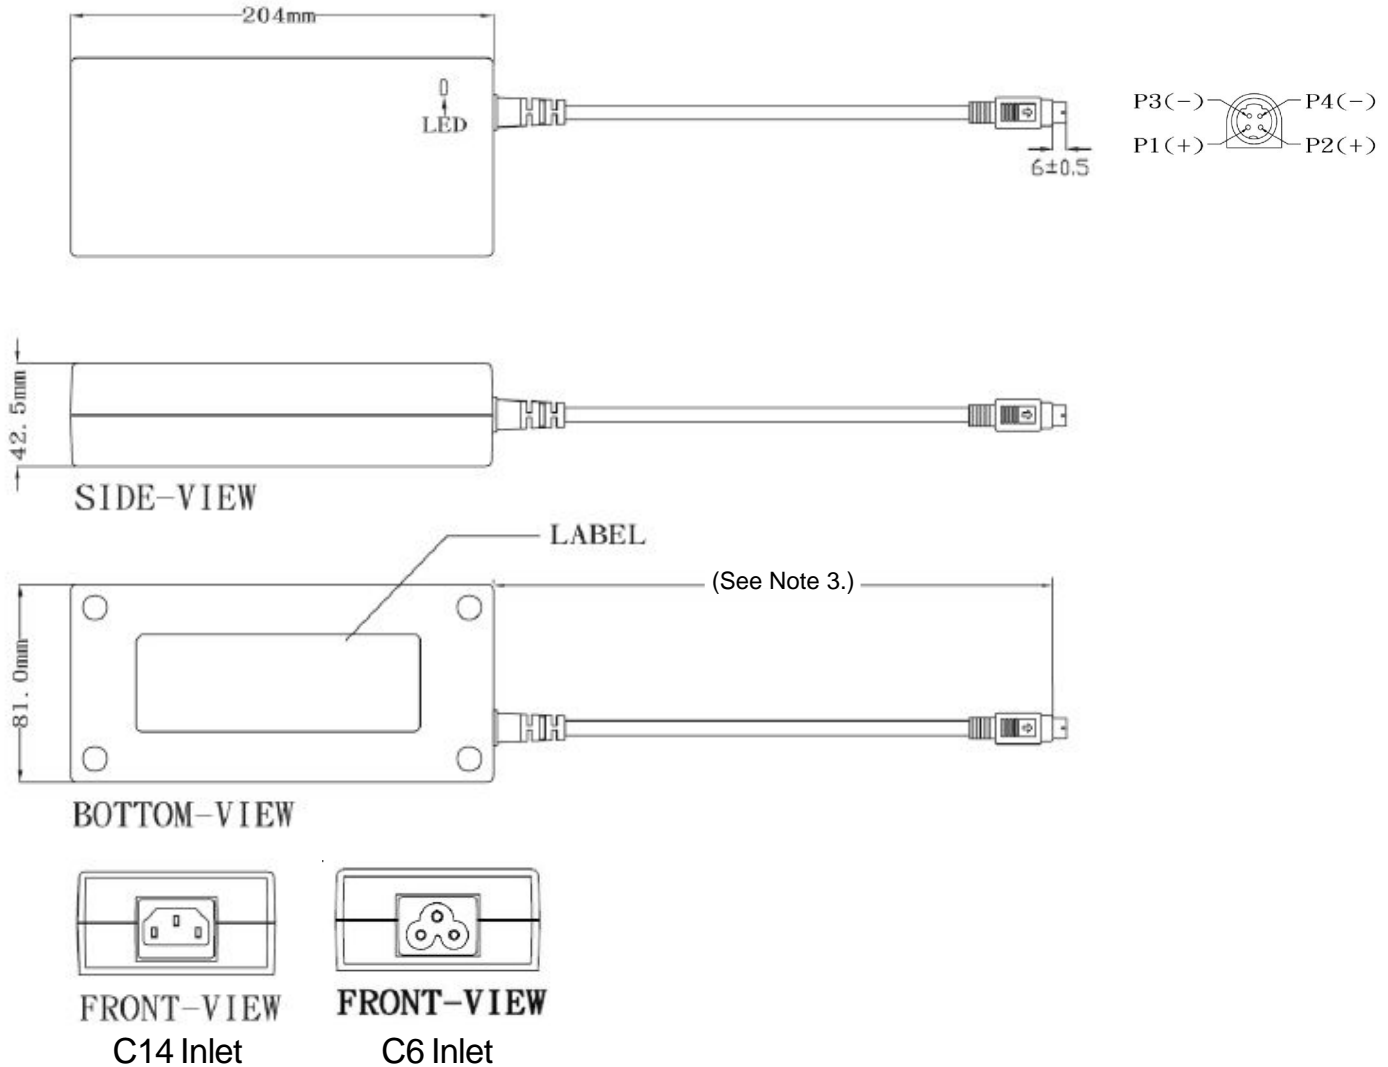 204mm
LED
6±0.5
P3(-) P4(-)
P1(+) P2(+)
42.5mm
SIDE-VIEW
LABEL
(See Note 3.)
81.0mm
BOTTOM-VIEW
FRONT-VIEW FRONT-VIEW
C14 Inlet C6 Inlet